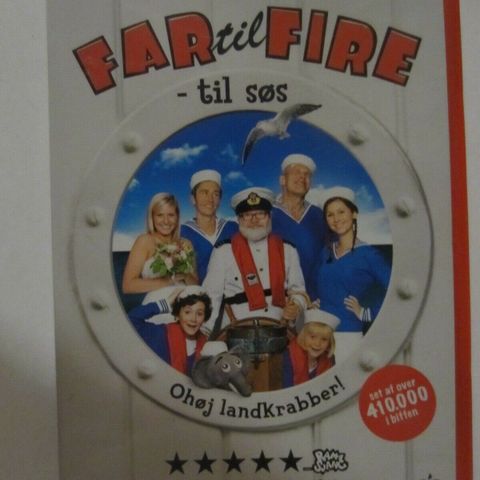 FAR til FIRE
- til søs
Ohøj landkrabber!
set af over
410.000
i biffen